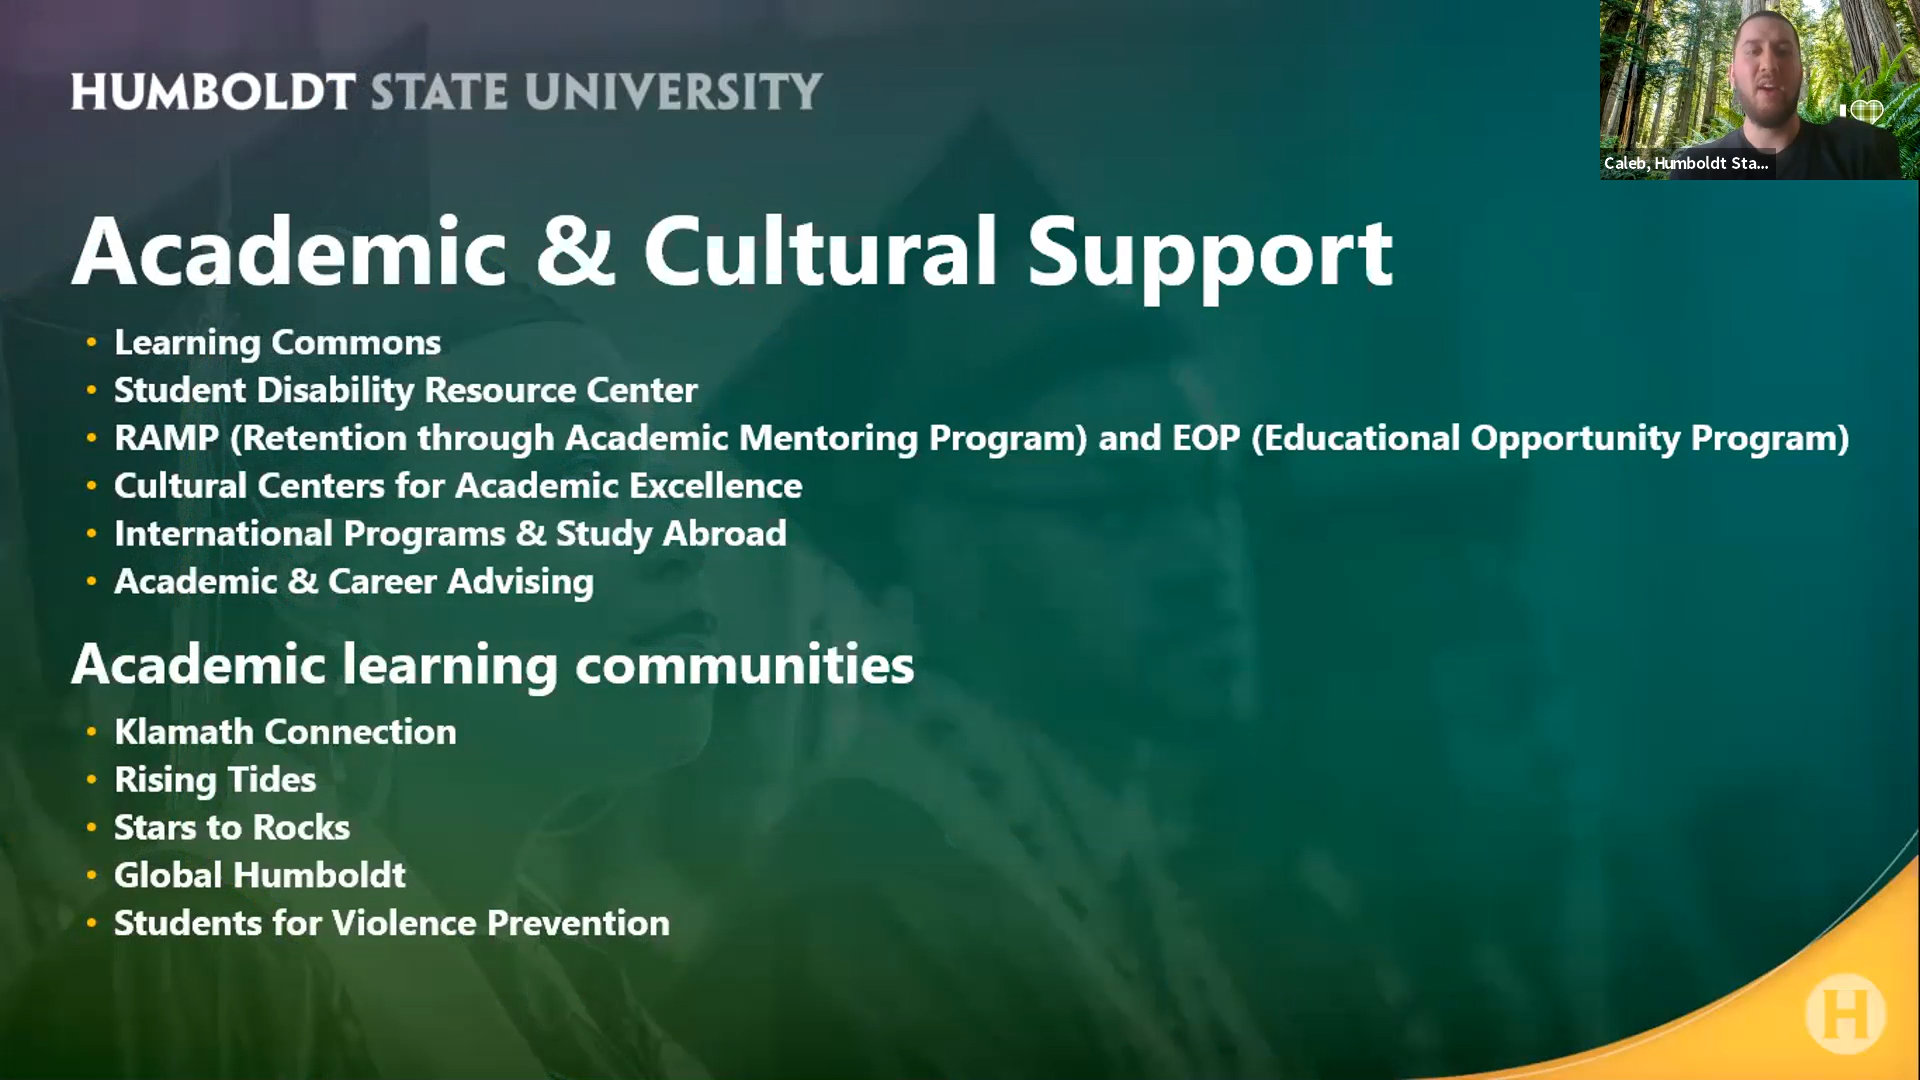 HUMBOLDT STATE UNIVERSITY
Caleb, Humboldt Sta...
Academic & Cultural Support
• Learning Commons
• Student Disability Resource Center
• RAMP (Retention through Academic Mentoring Program) and EOP (Educational Opportunity Program)
• Cultural Centers for Academic Excellence
• International Programs & Study Abroad
• Academic & Career Advising
Academic learning communities
• Klamath Connection
• Rising Tides
• Stars to Rocks
• Global Humboldt
• Students for Violence Prevention
H